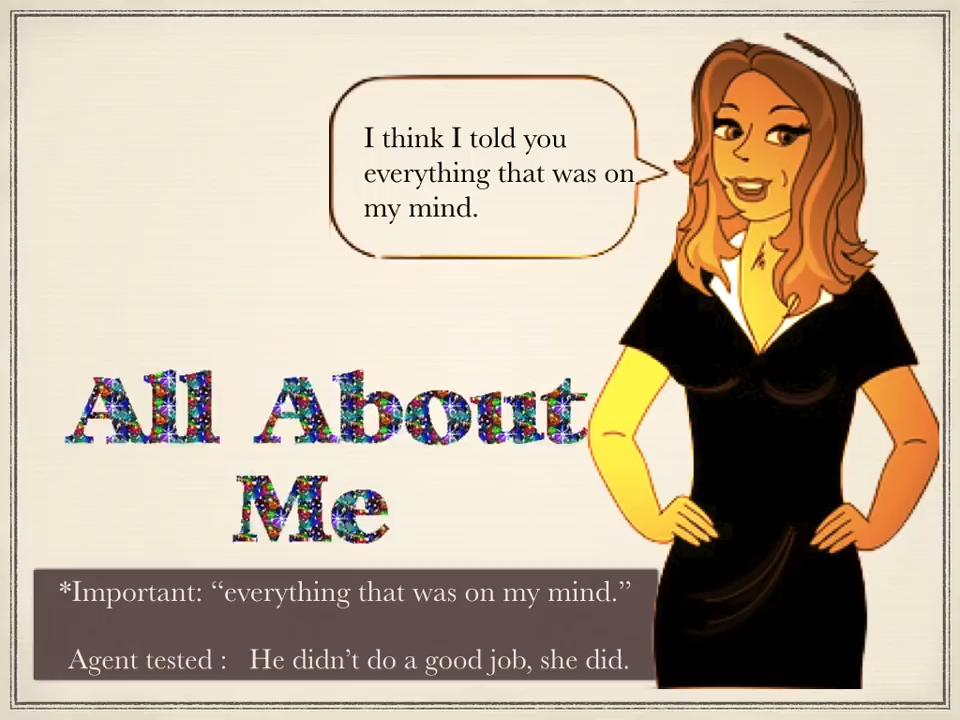 I think I told you
everything that was on
my mind.
All About
Me
*Important: “everything that was on my mind.”
Agent tested : He didn’t do a good job, she did.